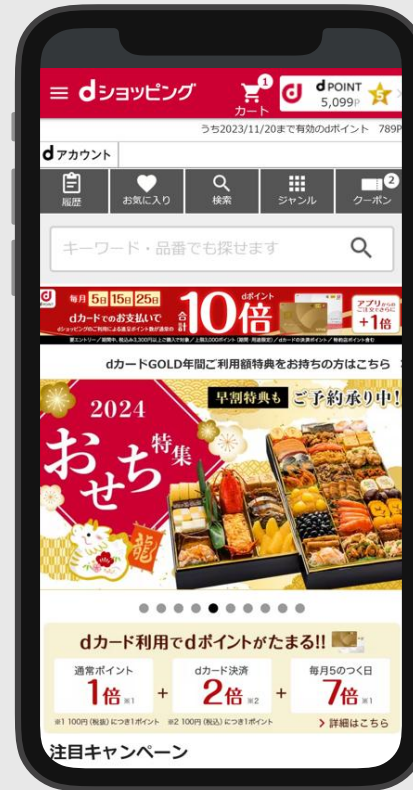 dショッピング
1
カート
d POINT
5,099P
5
うち2023/11/20まで有効のdポイント 789P
dアカウント
履歴
お気に入り
検索
ジャンル
2
クーポン
キーワード・品番でも探せます
毎月 5日 15日 25日
dカードでのお支払いで
合計
10倍
dポイント
アプリからの
ご注文でさらに
+1倍
dカードGOLD年間ご利用額特典をお持ちの方はこちら
2024
おせち
特集
早割特典も ご予約承り中!
龍
dカード利用でdポイントがたまる!!
通常ポイント
1倍 ※1
+
dカード決済
2倍 ※2
+
毎月5のつく日
7倍 ※1
※1 100円(税抜)につき1ポイント ※2 100円(税込)につき1ポイント
詳細はこちら
注目キャンペーン